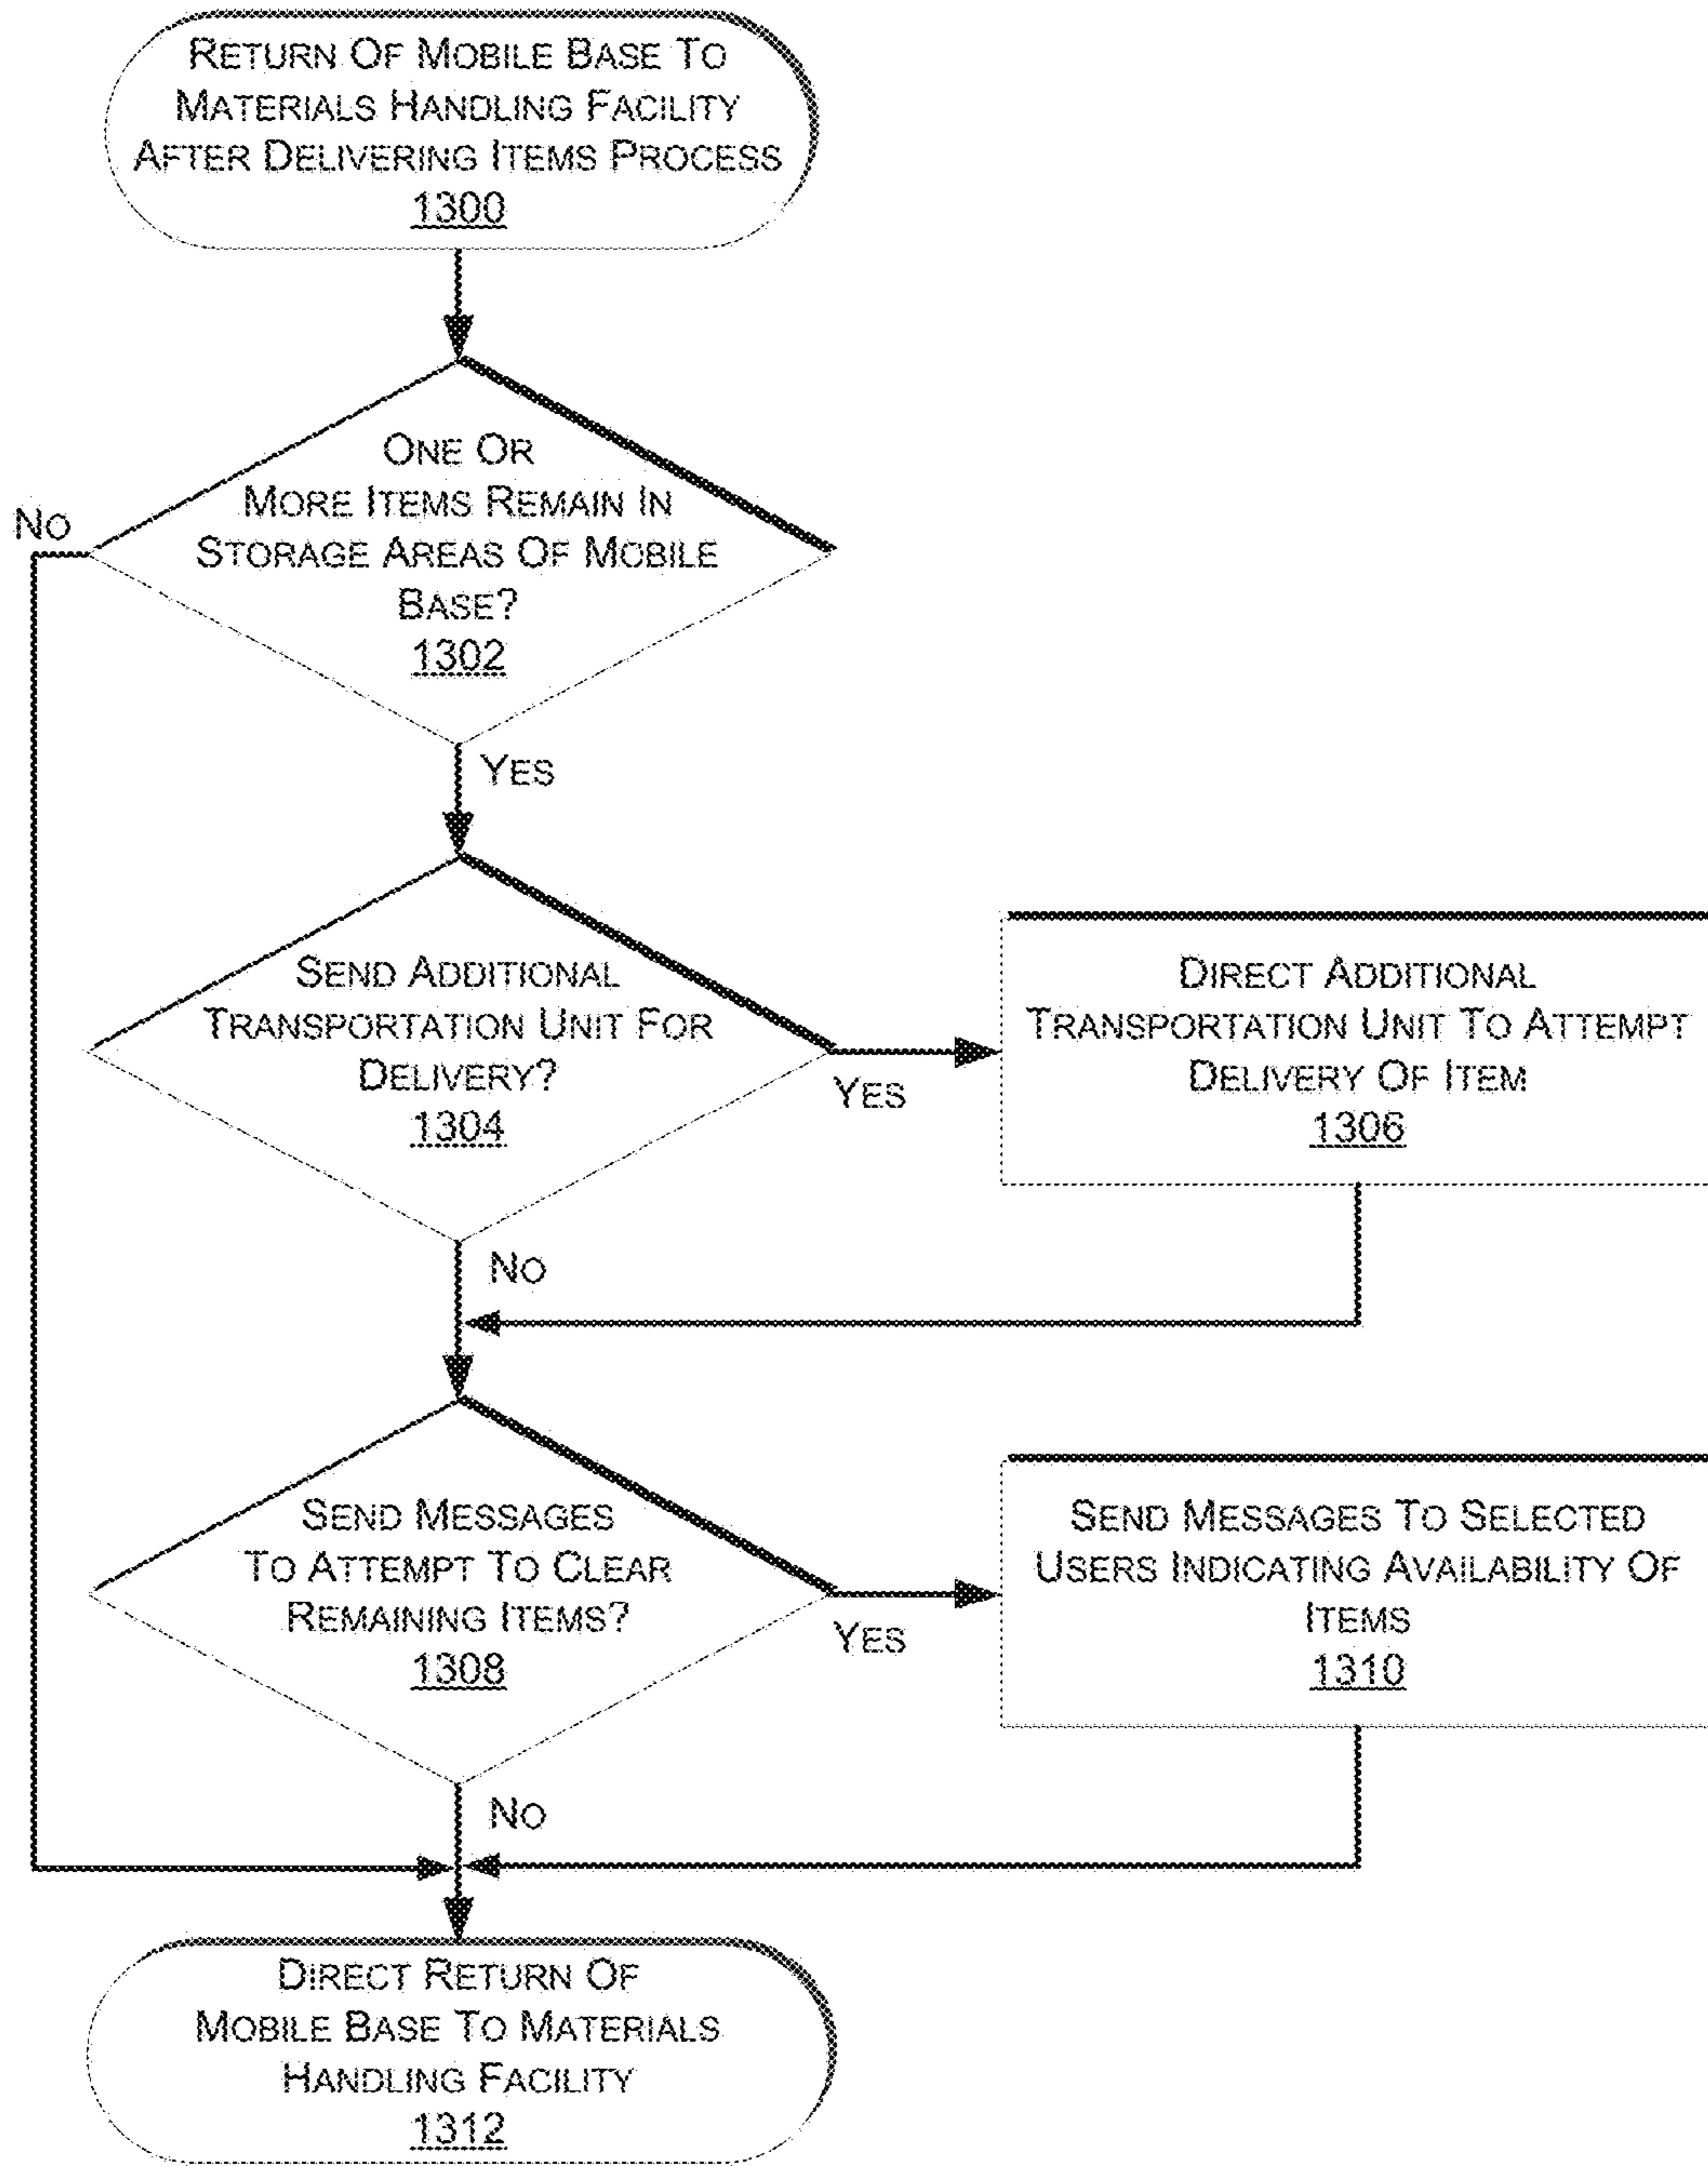 RETURN OF MOBILE BASE TO
MATERIALS HANDLING FACILITY
AFTER DELIVERING ITEMS PROCESS
1300
ONE OR
MORE ITEMS REMAIN IN
STORAGE AREAS OF MOBILE
BASE?
1302
NO
YES
SEND ADDITIONAL
TRANSPORTATION UNIT FOR
DELIVERY?
1304
YES
DIRECT ADDITIONAL
TRANSPORTATION UNIT TO ATTEMPT
DELIVERY OF ITEM
1306
NO
SEND MESSAGES
TO ATTEMPT TO CLEAR
REMAINING ITEMS?
1308
YES
SEND MESSAGES TO SELECTED
USERS INDICATING AVAILABILITY OF
ITEMS
1310
NO
DIRECT RETURN OF
MOBILE BASE TO MATERIALS
HANDLING FACILITY
1312